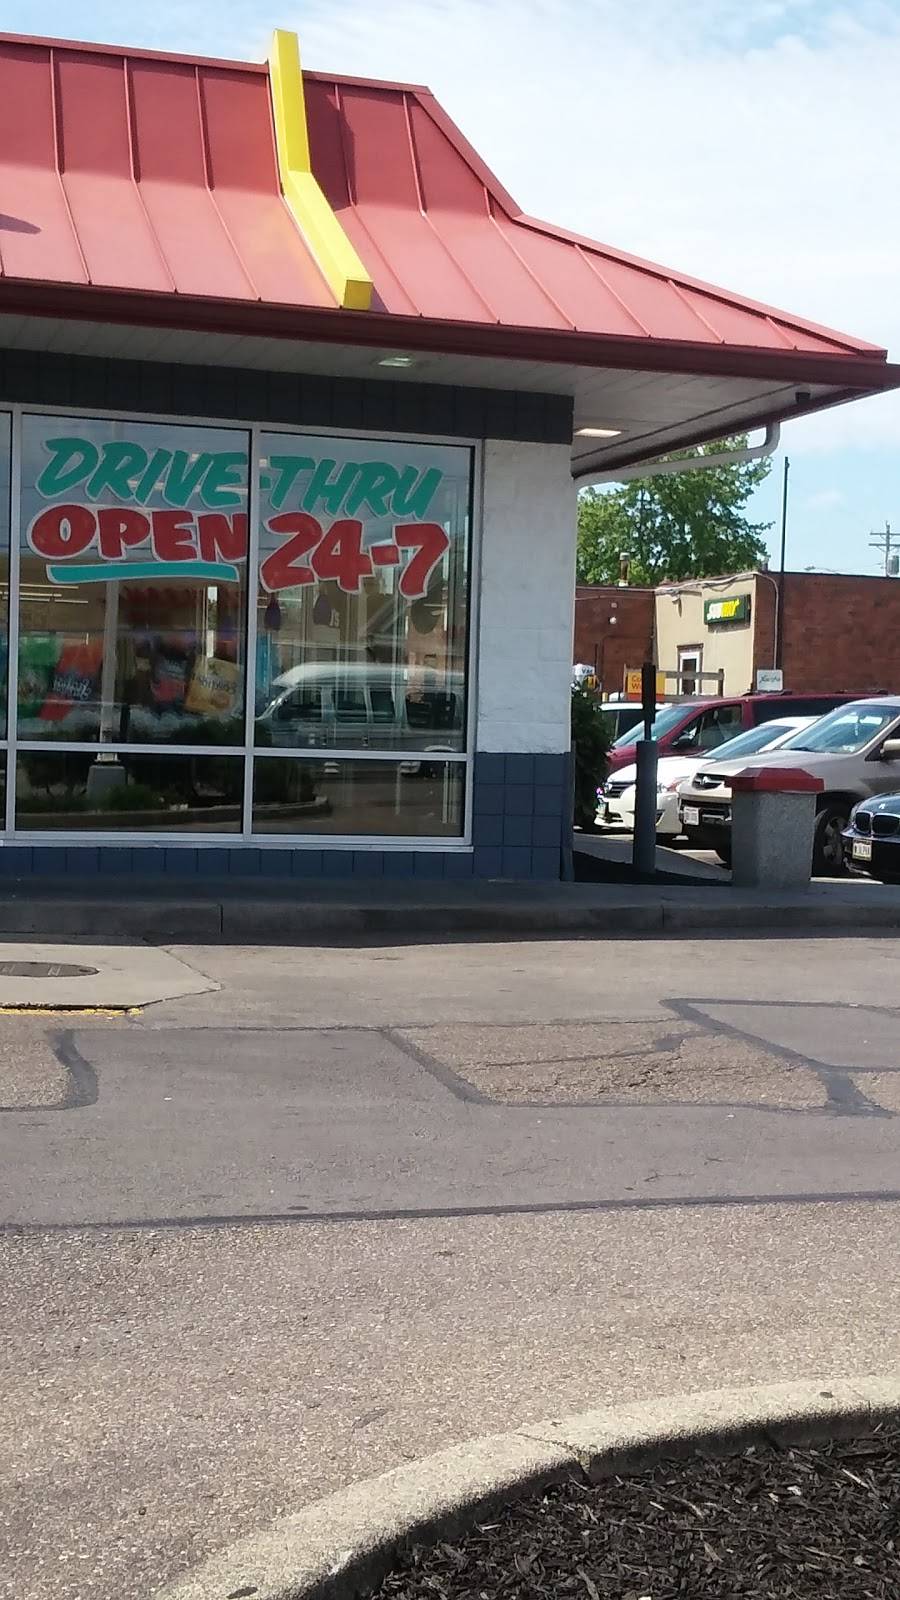 DRIVE-THRU
OPEN 24-7
SUBWAY